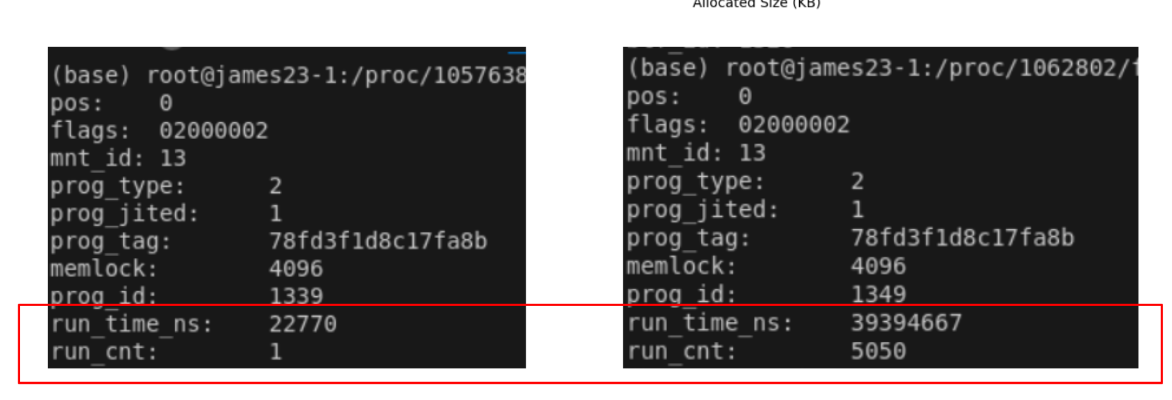 Allocated Size (KB)
(base) root@james23-1:/proc/1057638
pos: 0
flags: 02000002
mnt_id: 13
prog_type: 2
prog_jited: 1
prog_tag: 78fd3f1d8c17fa8b
memlock: 4096
prog_id: 1339
run_time_ns: 22770
run_cnt: 1
(base) root@james23-1:/proc/1062802/f
pos: 0
flags: 02000002
mnt_id: 13
prog_type: 2
prog_jited: 1
prog_tag: 78fd3f1d8c17fa8b
memlock: 4096
prog_id: 1349
run_time_ns: 39394667
run_cnt: 5050